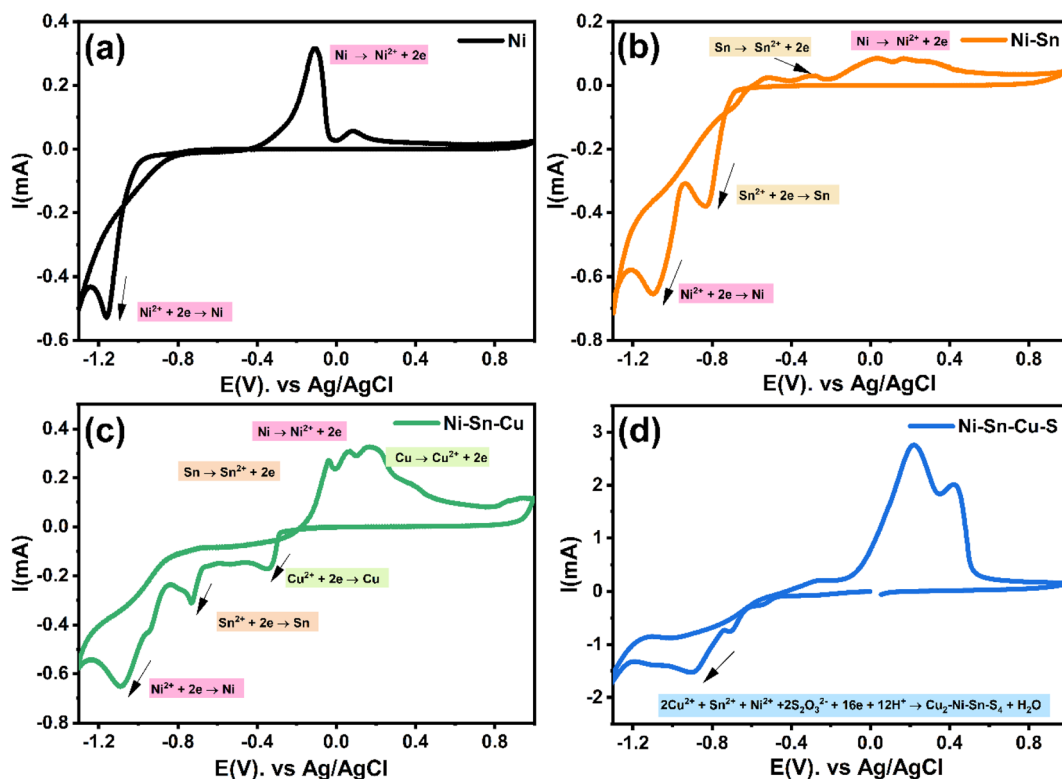 (a)
Ni
Ni → Ni²⁺ + 2e
Ni²⁺ + 2e → Ni
0.4
0.2
0.0
-0.2
-0.4
-0.6
I(mA)
-1.2 -0.8 -0.4 0.0 0.4 0.8
E(V). vs Ag/AgCl
(b)
Ni-Sn
Sn → Sn²⁺ + 2e
Ni → Ni²⁺ + 2e
Sn²⁺ + 2e → Sn
Ni²⁺ + 2e → Ni
0.2
0.0
-0.2
-0.4
-0.6
-0.8
I(mA)
-1.2 -0.8 -0.4 0.0 0.4 0.8
E(V). vs Ag/AgCl
(c)
Ni-Sn-Cu
Ni → Ni²⁺ + 2e
Cu → Cu²⁺ + 2e
Sn → Sn²⁺ + 2e
Cu²⁺ + 2e → Cu
Sn²⁺ + 2e → Sn
Ni²⁺ + 2e → Ni
0.4
0.2
0.0
-0.2
-0.4
-0.6
-0.8
I(mA)
-1.2 -0.8 -0.4 0.0 0.4 0.8
E(V). vs Ag/AgCl
(d)
Ni-Sn-Cu-S
2Cu²⁺ + Sn²⁺ + Ni²⁺ +2S₂O₃²⁻ + 16e + 12H⁺ → Cu₂-Ni-Sn-S₄ + H₂O
3
2
1
0
-1
-2
I(mA)
-1.2 -0.8 -0.4 0.0 0.4 0.8
E(V). vs Ag/AgCl